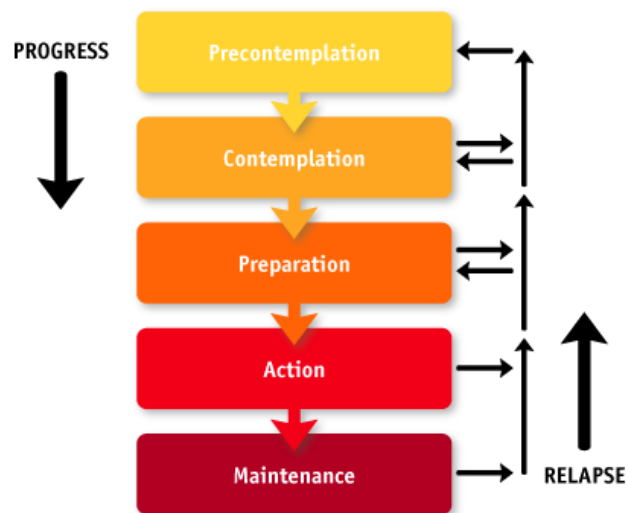 PROGRESS
Precontemplation
Contemplation
Preparation
Action
Maintenance
RELAPSE